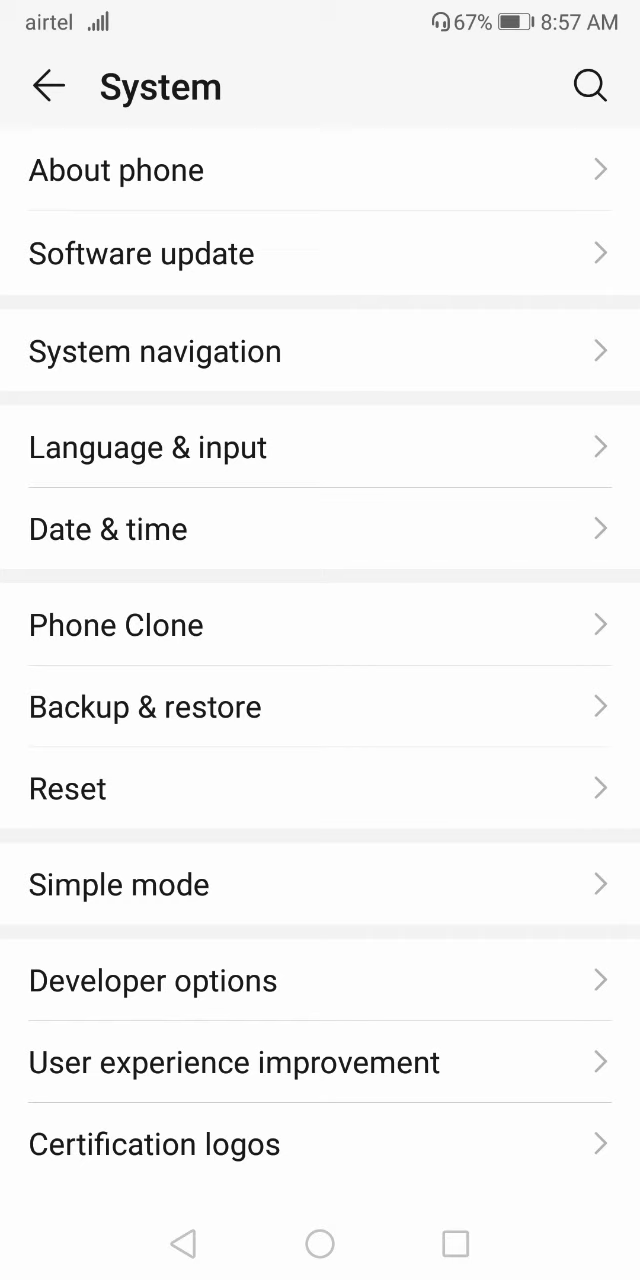 airtel 67% 8:57 AM
System
About phone
Software update
System navigation
Language & input
Date & time
Phone Clone
Backup & restore
Reset
Simple mode
Developer options
User experience improvement
Certification logos